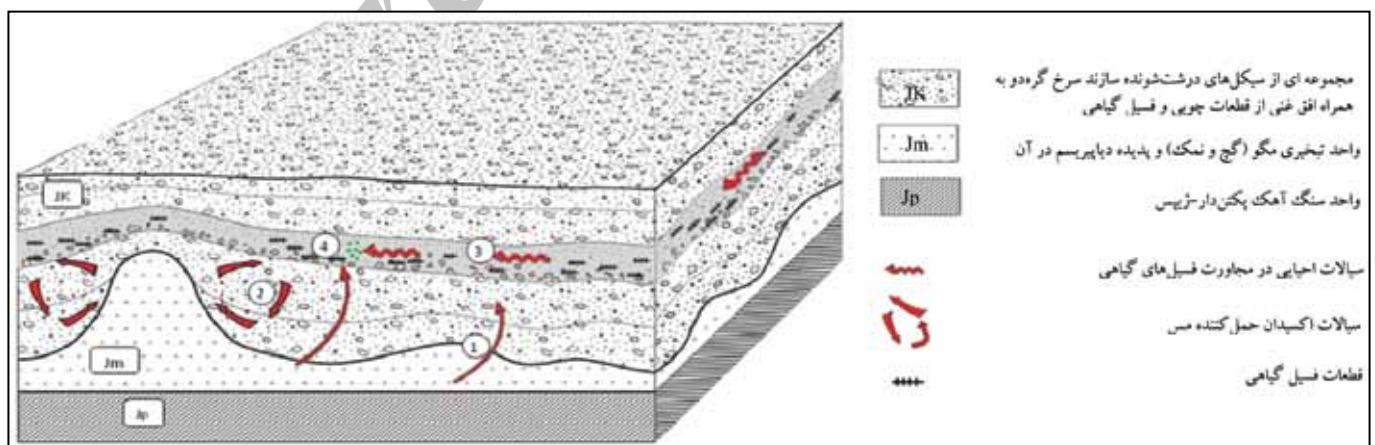 JK
Jm
Jp
1
2
3
4
JK
مجموعه ای از سیکل‌های درشت‌شونده سازند سرخ گره‌دو به
همراه افق غنی از قطعات چوبی و فسیل گیاهی
Jm
واحد تبخیری مگو (گچ و نمک) و پدیده دیاپیریسم در آن
Jp
واحد سنگ آهک پکتن‌دار-ژیپس
سیالات احیایی در مجاورت فسیل‌های گیاهی
سیالات اکسیدان حمل‌کننده مس
قطعات فسیل گیاهی